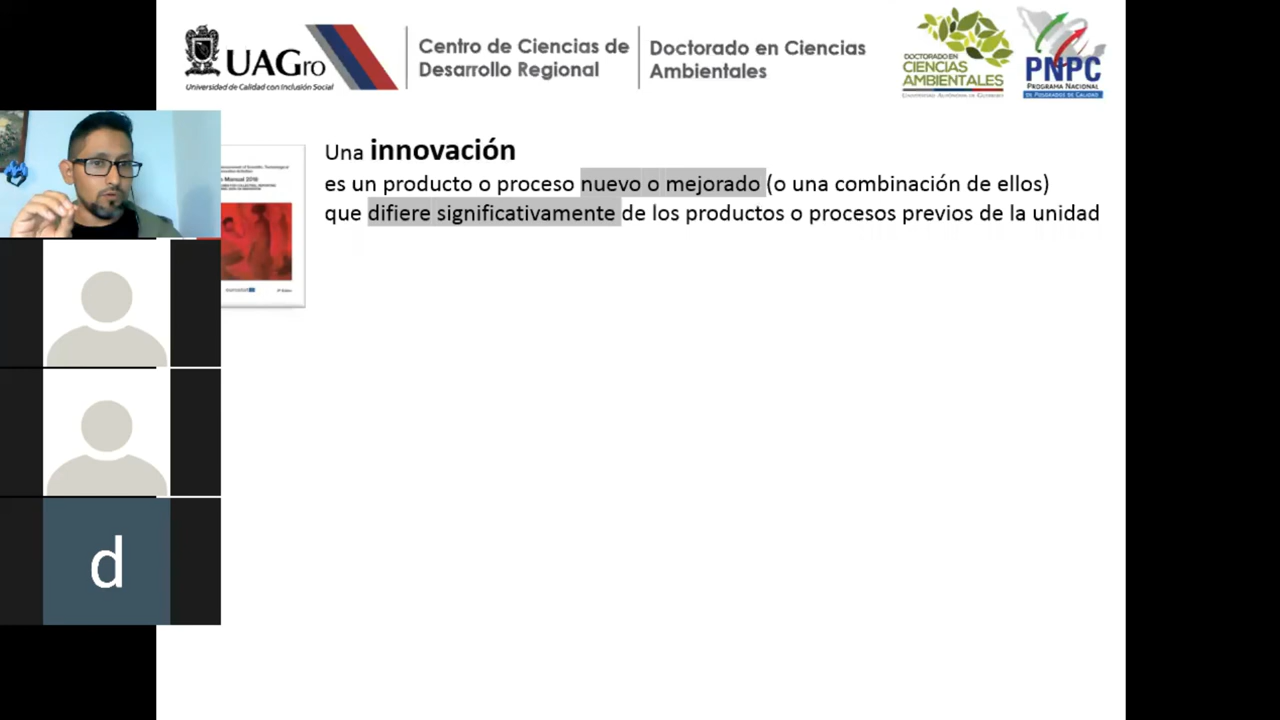 UAGro
Universidad de Calidad con Inclusión Social
Centro de Ciencias de
Desarrollo Regional
Doctorado en Ciencias
Ambientales
DOCTORADO EN
CIENCIAS
AMBIENTALES
PNPC
PROGRAMA NACIONAL
DE POSGRADOS DE CALIDAD
Una innovación
es un producto o proceso nuevo o mejorado (o una combinación de ellos)
que difiere significativamente de los productos o procesos previos de la unidad
Manual 2018
d